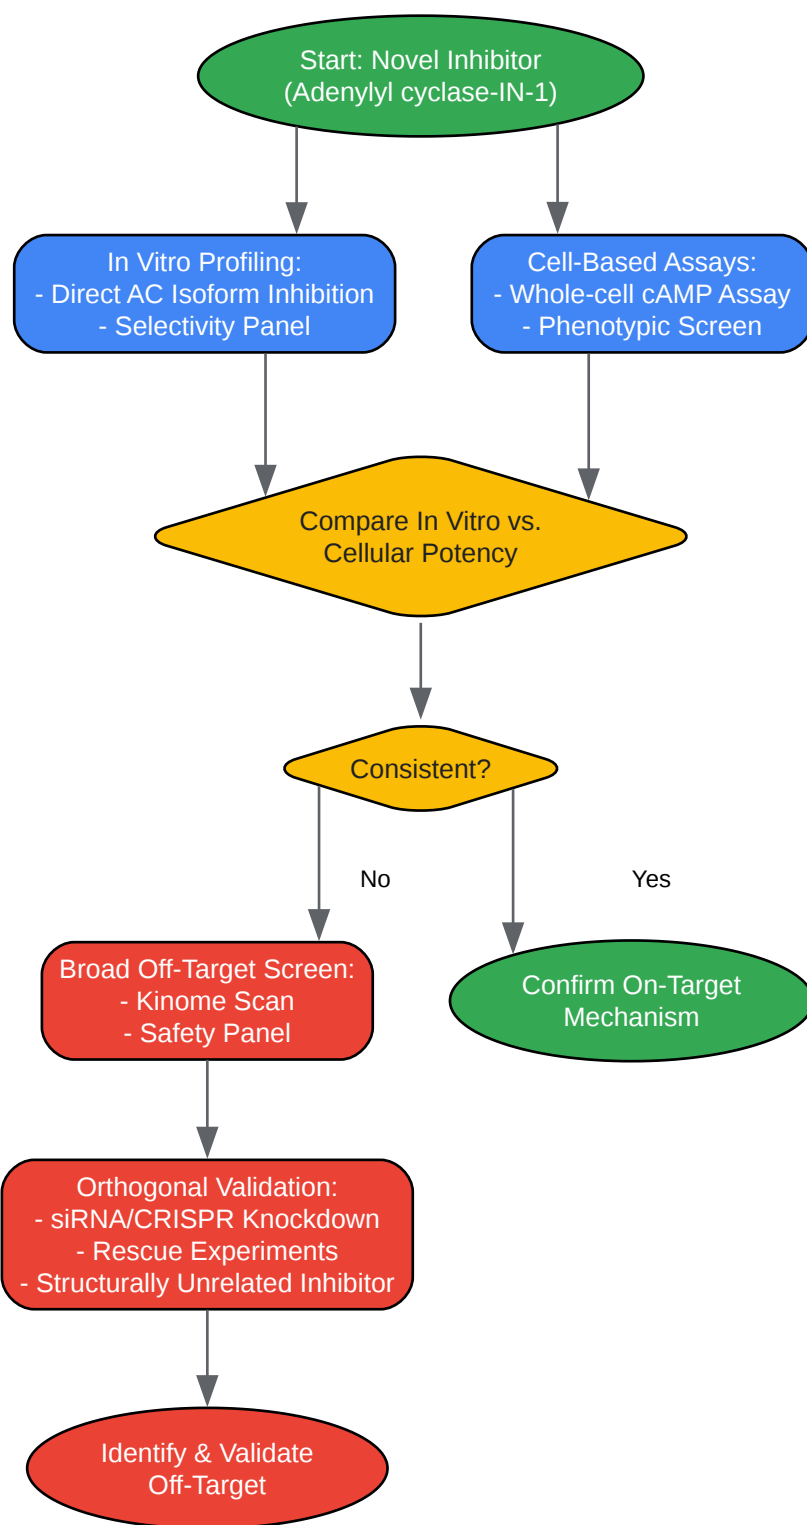 Start: Novel Inhibitor
(Adenylyl cyclase-IN-1)
In Vitro Profiling:
- Direct AC Isoform Inhibition
- Selectivity Panel
Cell-Based Assays:
- Whole-cell cAMP Assay
- Phenotypic Screen
Compare In Vitro vs.
Cellular Potency
Consistent?
No
Yes
Broad Off-Target Screen:
- Kinome Scan
- Safety Panel
Confirm On-Target
Mechanism
Orthogonal Validation:
- siRNA/CRISPR Knockdown
- Rescue Experiments
- Structurally Unrelated Inhibitor
Identify & Validate
Off-Target